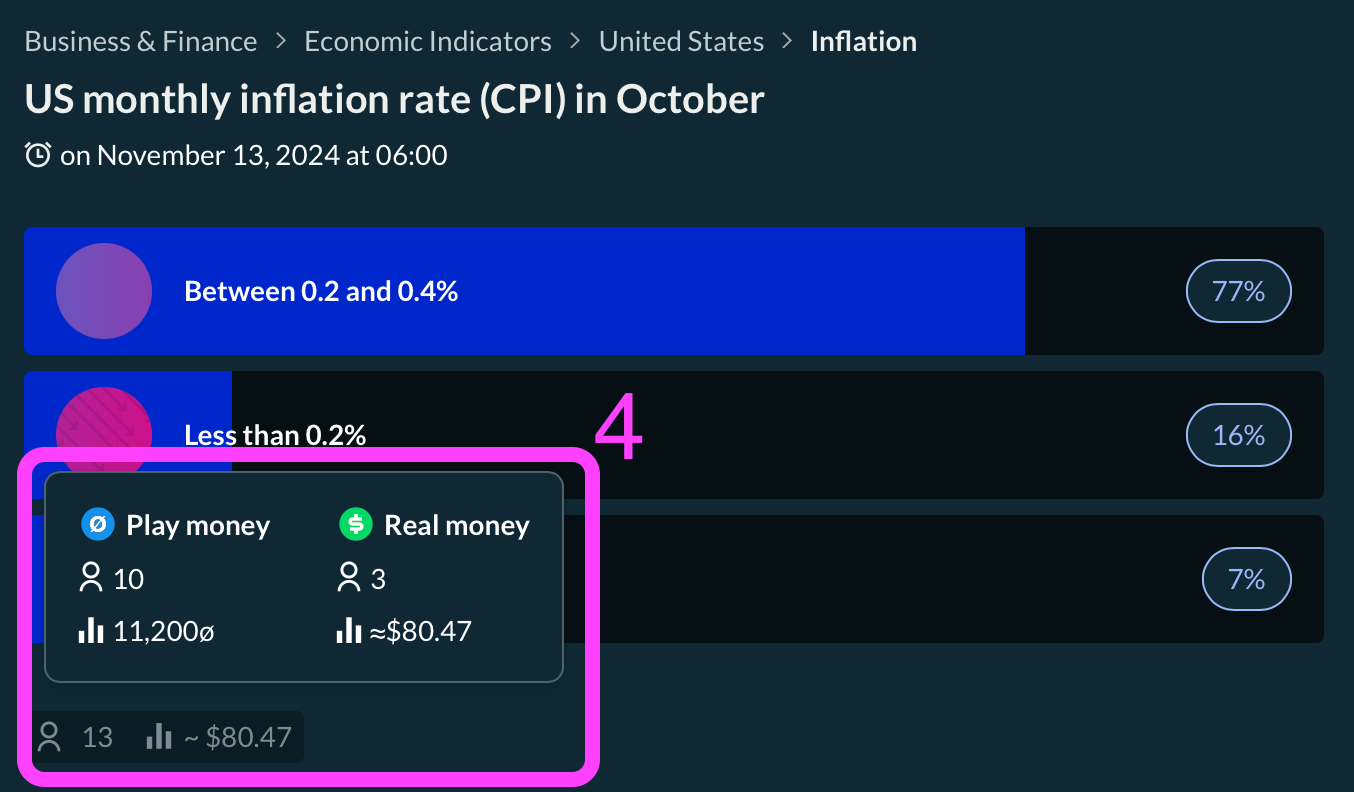 Business & Finance > Economic Indicators > United States > Inflation
US monthly inflation rate (CPI) in October
on November 13, 2024 at 06:00
Between 0.2 and 0.4% 77%
Less than 0.2% 4 16%
7%
Ø Play money $ Real money
10 3
11,200ø ≈$80.47
13 ~ $80.47